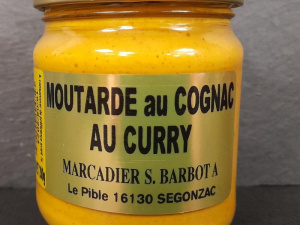 MOUTARDE au COGNAC
AU CURRY
MARCADIER S. BARBOT A
Le Pible 16130 SEGONZAC